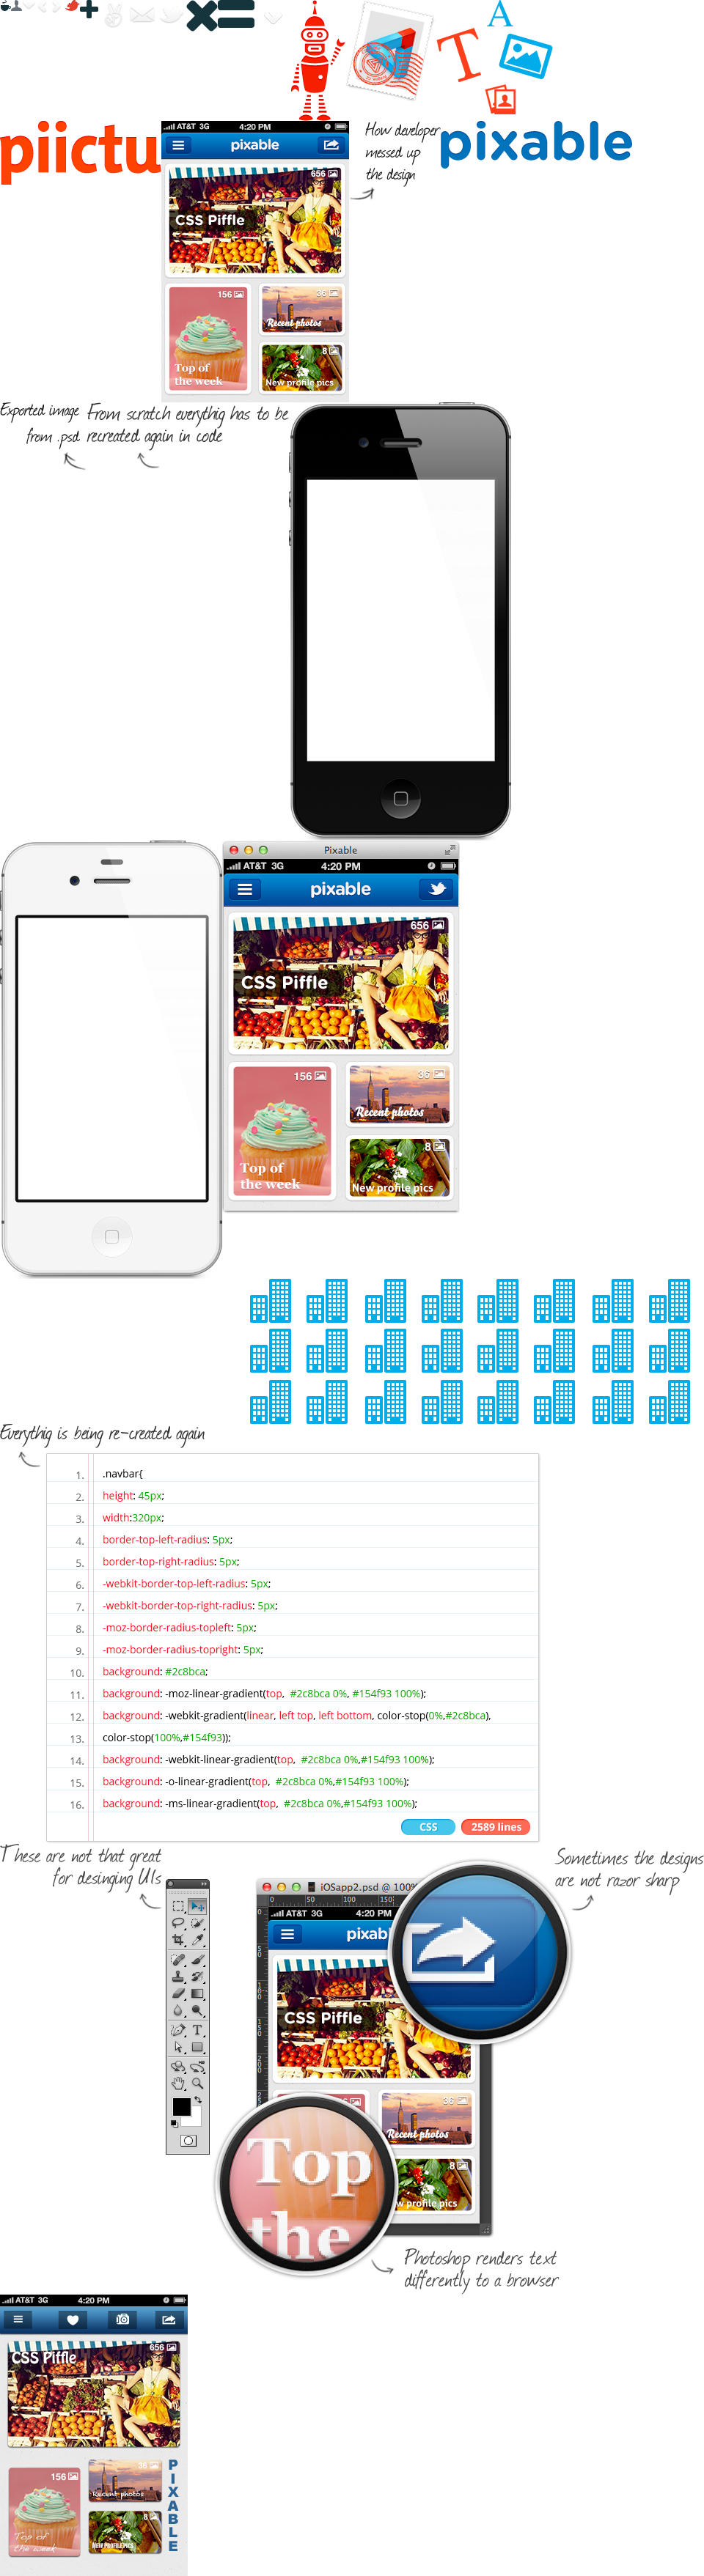 T
A
piictu
AT&T 3G 4:20 PM
pixable
656
CSS Piffle
156
36
Recent photos
8
Top of
the week
New profile pics
How developer
messed up
the design
pixable
Exported image
from .psd
From scratch everythig has to be
recreated again in code
Pixable
AT&T 3G 4:20 PM
pixable
656
CSS Piffle
156
36
Recent photos
8
Top of
the week
New profile pics
Everythig is being re-created again
1. .navbar{
2. height: 45px;
3. width:320px;
4. border-top-left-radius: 5px;
5. border-top-right-radius: 5px;
6. -webkit-border-top-left-radius: 5px;
7. -webkit-border-top-right-radius: 5px;
8. -moz-border-radius-topleft: 5px;
9. -moz-border-radius-topright: 5px;
10. background: #2c8bca;
11. background: -moz-linear-gradient(top, #2c8bca 0%, #154f93 100%);
12. background: -webkit-gradient(linear, left top, left bottom, color-stop(0%,#2c8bca),
13. color-stop(100%,#154f93));
14. background: -webkit-linear-gradient(top, #2c8bca 0%,#154f93 100%);
15. background: -o-linear-gradient(top, #2c8bca 0%,#154f93 100%);
16. background: -ms-linear-gradient(top, #2c8bca 0%,#154f93 100%);
CSS 2589 lines
These are not that great
for desinging UIs
Sometimes the designs
are not razor sharp
iOSapp2.psd @ 100%
0 50 100 150
AT&T 3G 4:20 PM
pixabl
CSS Piffle
36
Recent photos
8
w profile pics
Top
the
Photoshop renders text
differently to a browser
AT&T 3G 4:20 PM
656
CSS Piffle
156
36
Recent photos
8
New Profile pics
Top of
the week
PIXABLE